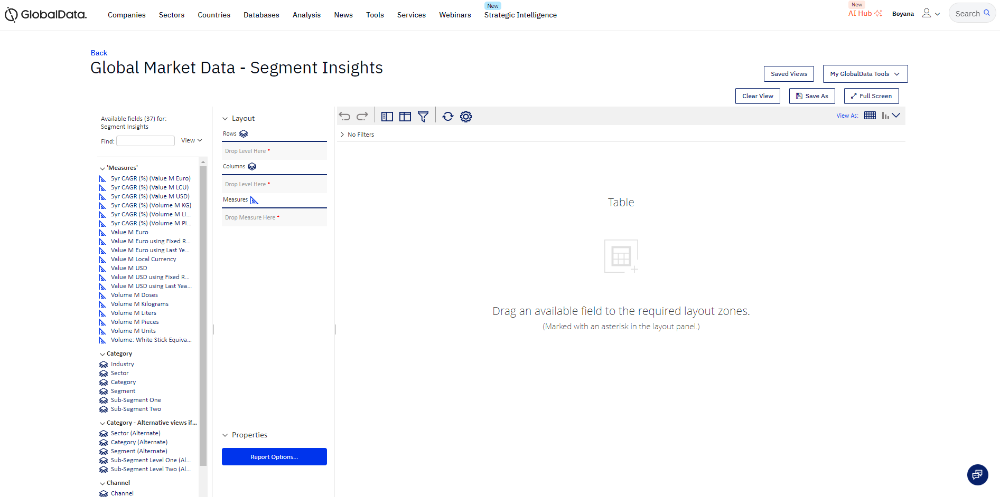 GlobalData.
Companies
Sectors
Countries
Databases
Analysis
News
Tools
Services
Webinars
New
Strategic Intelligence
New
AI Hub
Boyana
Search
Back
Global Market Data - Segment Insights
Saved Views
My GlobalData Tools
Clear View
Save As
Full Screen
Available fields (37) for:
Segment Insights
Find:
View
'Measures'
5yr CAGR (%) (Value M Euro)
5yr CAGR (%) (Value M LCU)
5yr CAGR (%) (Value M USD)
5yr CAGR (%) (Volume M KG)
5yr CAGR (%) (Volume M Li...
5yr CAGR (%) (Volume M Pi...
Value M Euro
Value M Euro using Fixed R...
Value M Euro using Last Ye...
Value M Local Currency
Value M USD
Value M USD using Fixed R...
Value M USD using Last Yea...
Volume M Doses
Volume M Kilograms
Volume M Liters
Volume M Pieces
Volume M Units
Volume: White Stick Equiva...
Category
Industry
Sector
Category
Segment
Sub-Segment One
Sub-Segment Two
Category - Alternative views if...
Sector (Alternate)
Category (Alternate)
Segment (Alternate)
Sub-Segment Level One (Al...
Sub-Segment Level Two (Al...
Channel
Channel
Layout
Rows
Drop Level Here *
Columns
Drop Level Here *
Measures
Drop Measure Here *
Properties
Report Options...
View As:
No Filters
Table
Drag an available field to the required layout zones.
(Marked with an asterisk in the layout panel.)